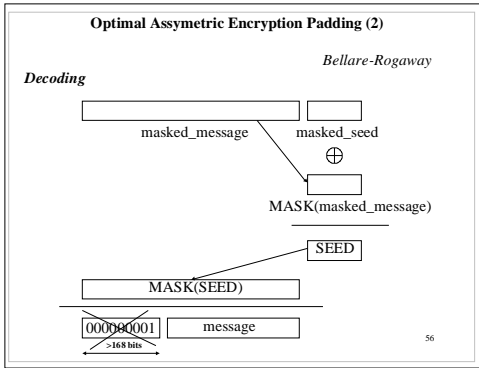 Optimal Assymetric Encryption Padding (2)
Bellare-Rogaway
Decoding
masked_message masked_seed
MASK(masked_message)
SEED
MASK(SEED)
000000001 message
>168 bits
56